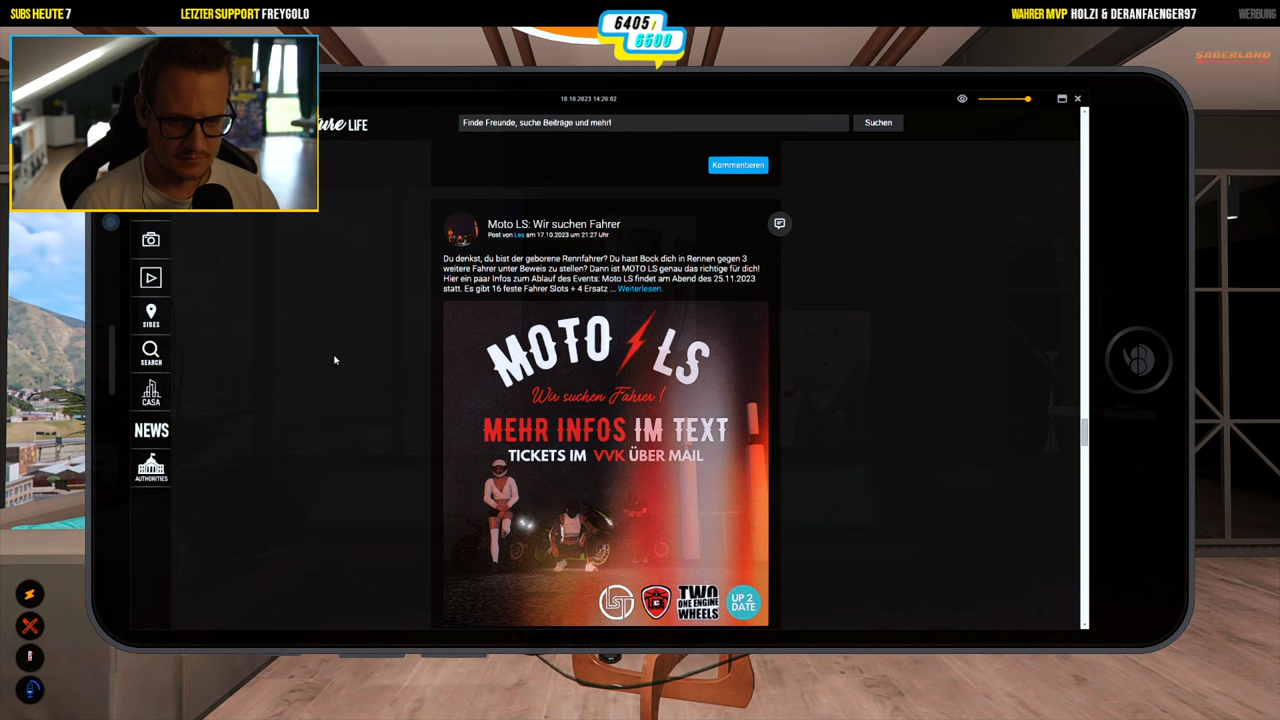 SUBS HEUTE 7
LETZTER SUPPORT FREYGOLO
6405/
6600
WAHRER MVP HOLZI & DERANFAENGER97
WERBUNG
SABERLAND
18.10.2023 14:26:02
ure LIFE
Finde Freunde, suche Beiträge und mehr!
Suchen
Kommentieren
Moto LS: Wir suchen Fahrer
Post von Lea am 17.10.2023 um 21:27 Uhr
Du denkst, du bist der geborene Rennfahrer? Du hast Bock dich in Rennen gegen 3
weitere Fahrer unter Beweis zu stellen? Dann ist MOTO LS genau das richtige für dich!
Hier ein paar Infos zum Ablauf des Events: Moto LS findet am Abend des 25.11.2023
statt. Es gibt 16 feste Fahrer Slots + 4 Ersatz ... Weiterlesen.
SIDES
SEARCH
CASA
NEWS
AUTHORITIES
MOTO LS
Wir suchen Fahrer !
MEHR INFOS IM TEXT
TICKETS IM VVK ÜBER MAIL
LST
TWO
ONE ENGINE
WHEELS
UP 2
DATE